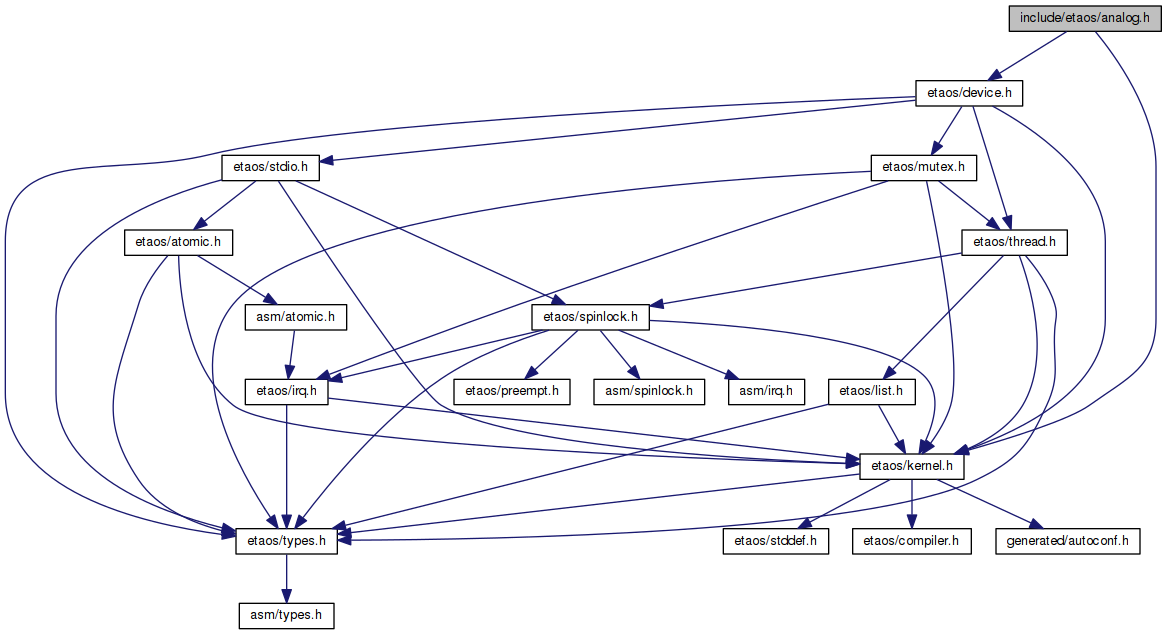 include/etaos/analog.h
etaos/device.h
etaos/stdio.h
etaos/mutex.h
etaos/atomic.h
etaos/thread.h
asm/atomic.h
etaos/spinlock.h
etaos/irq.h
etaos/preempt.h
asm/spinlock.h
asm/irq.h
etaos/list.h
etaos/kernel.h
etaos/types.h
etaos/stddef.h
etaos/compiler.h
generated/autoconf.h
asm/types.h